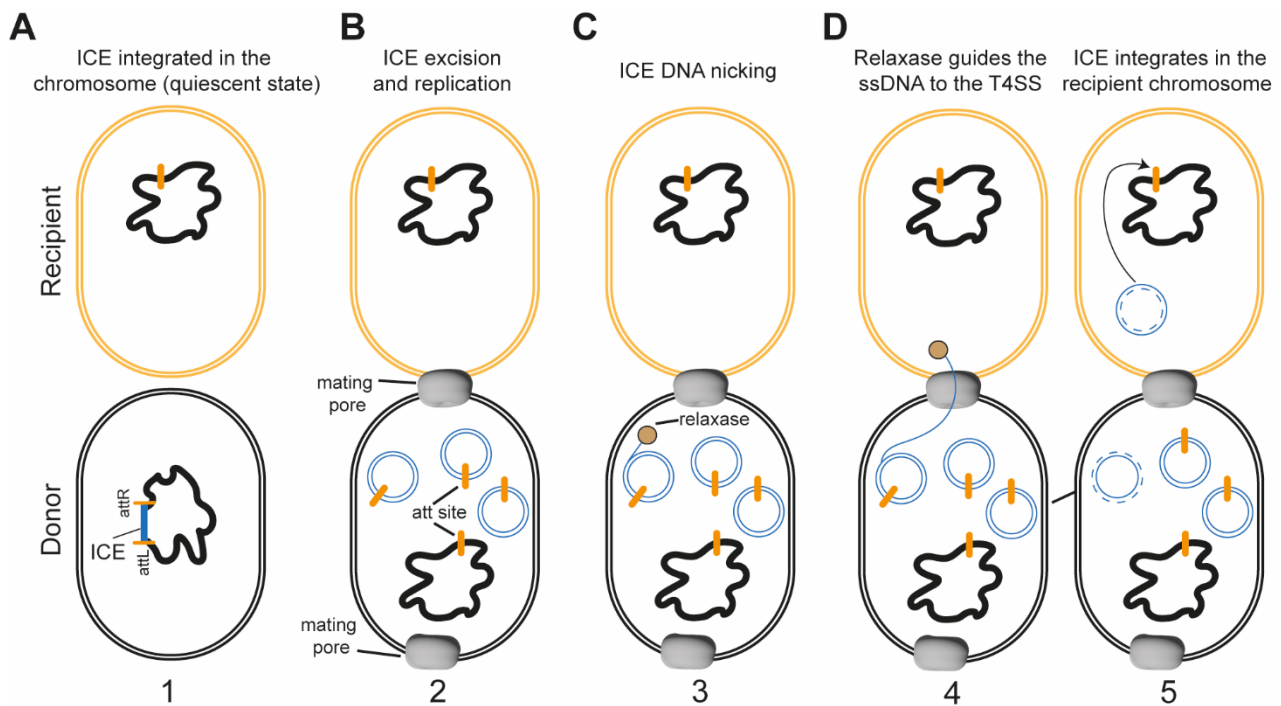 A
ICE integrated in the
chromosome (quiescent state)
B
ICE excision
and replication
C
ICE DNA nicking
D
Relaxase guides the
ssDNA to the T4SS
ICE integrates in the
recipient chromosome
Recipient
Donor
mating
pore
relaxase
att site
attR
ICE
attL
mating
pore
1
2
3
4
5